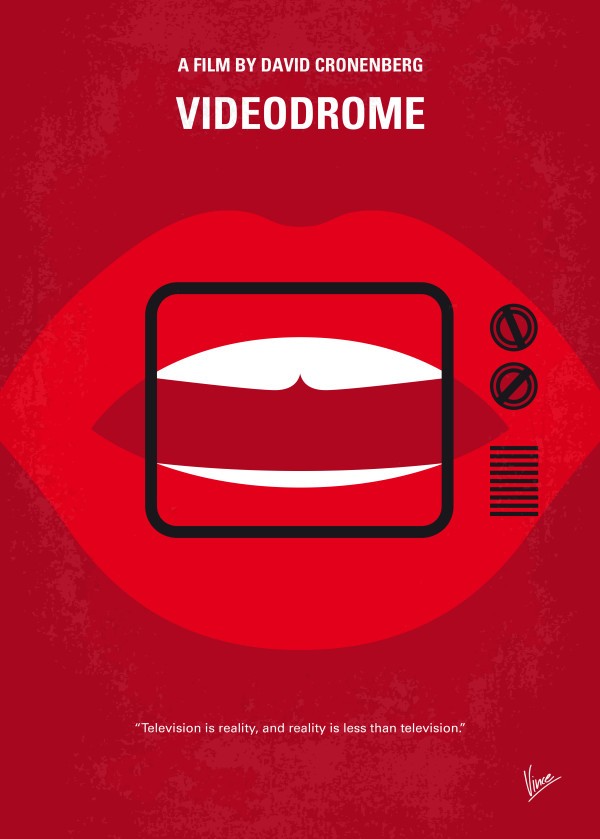 A FILM BY DAVID CRONENBERG
VIDEODROME
“Television is reality, and reality is less than television.”
Vince